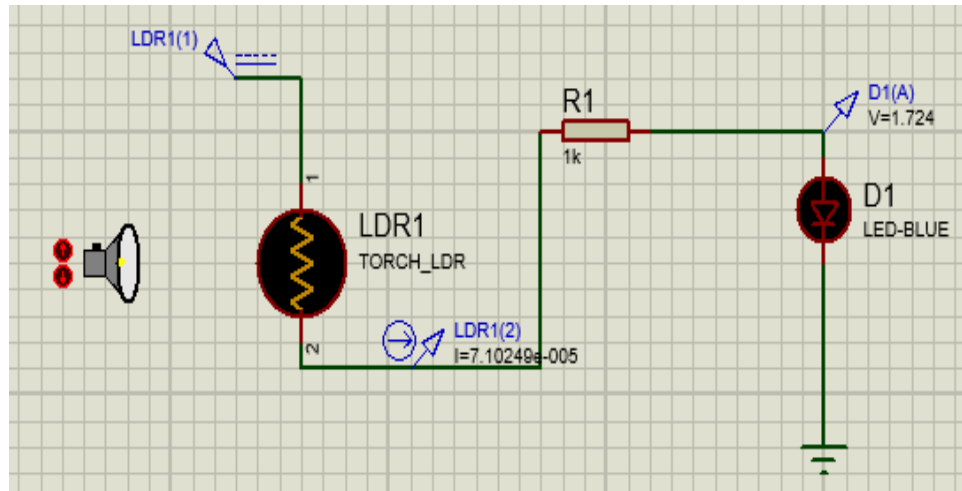 LDR1(1)
1
LDR1
TORCH_LDR
2
LDR1(2)
I=7.10249e-005
R1
1k
D1(A)
V=1.724
D1
LED-BLUE